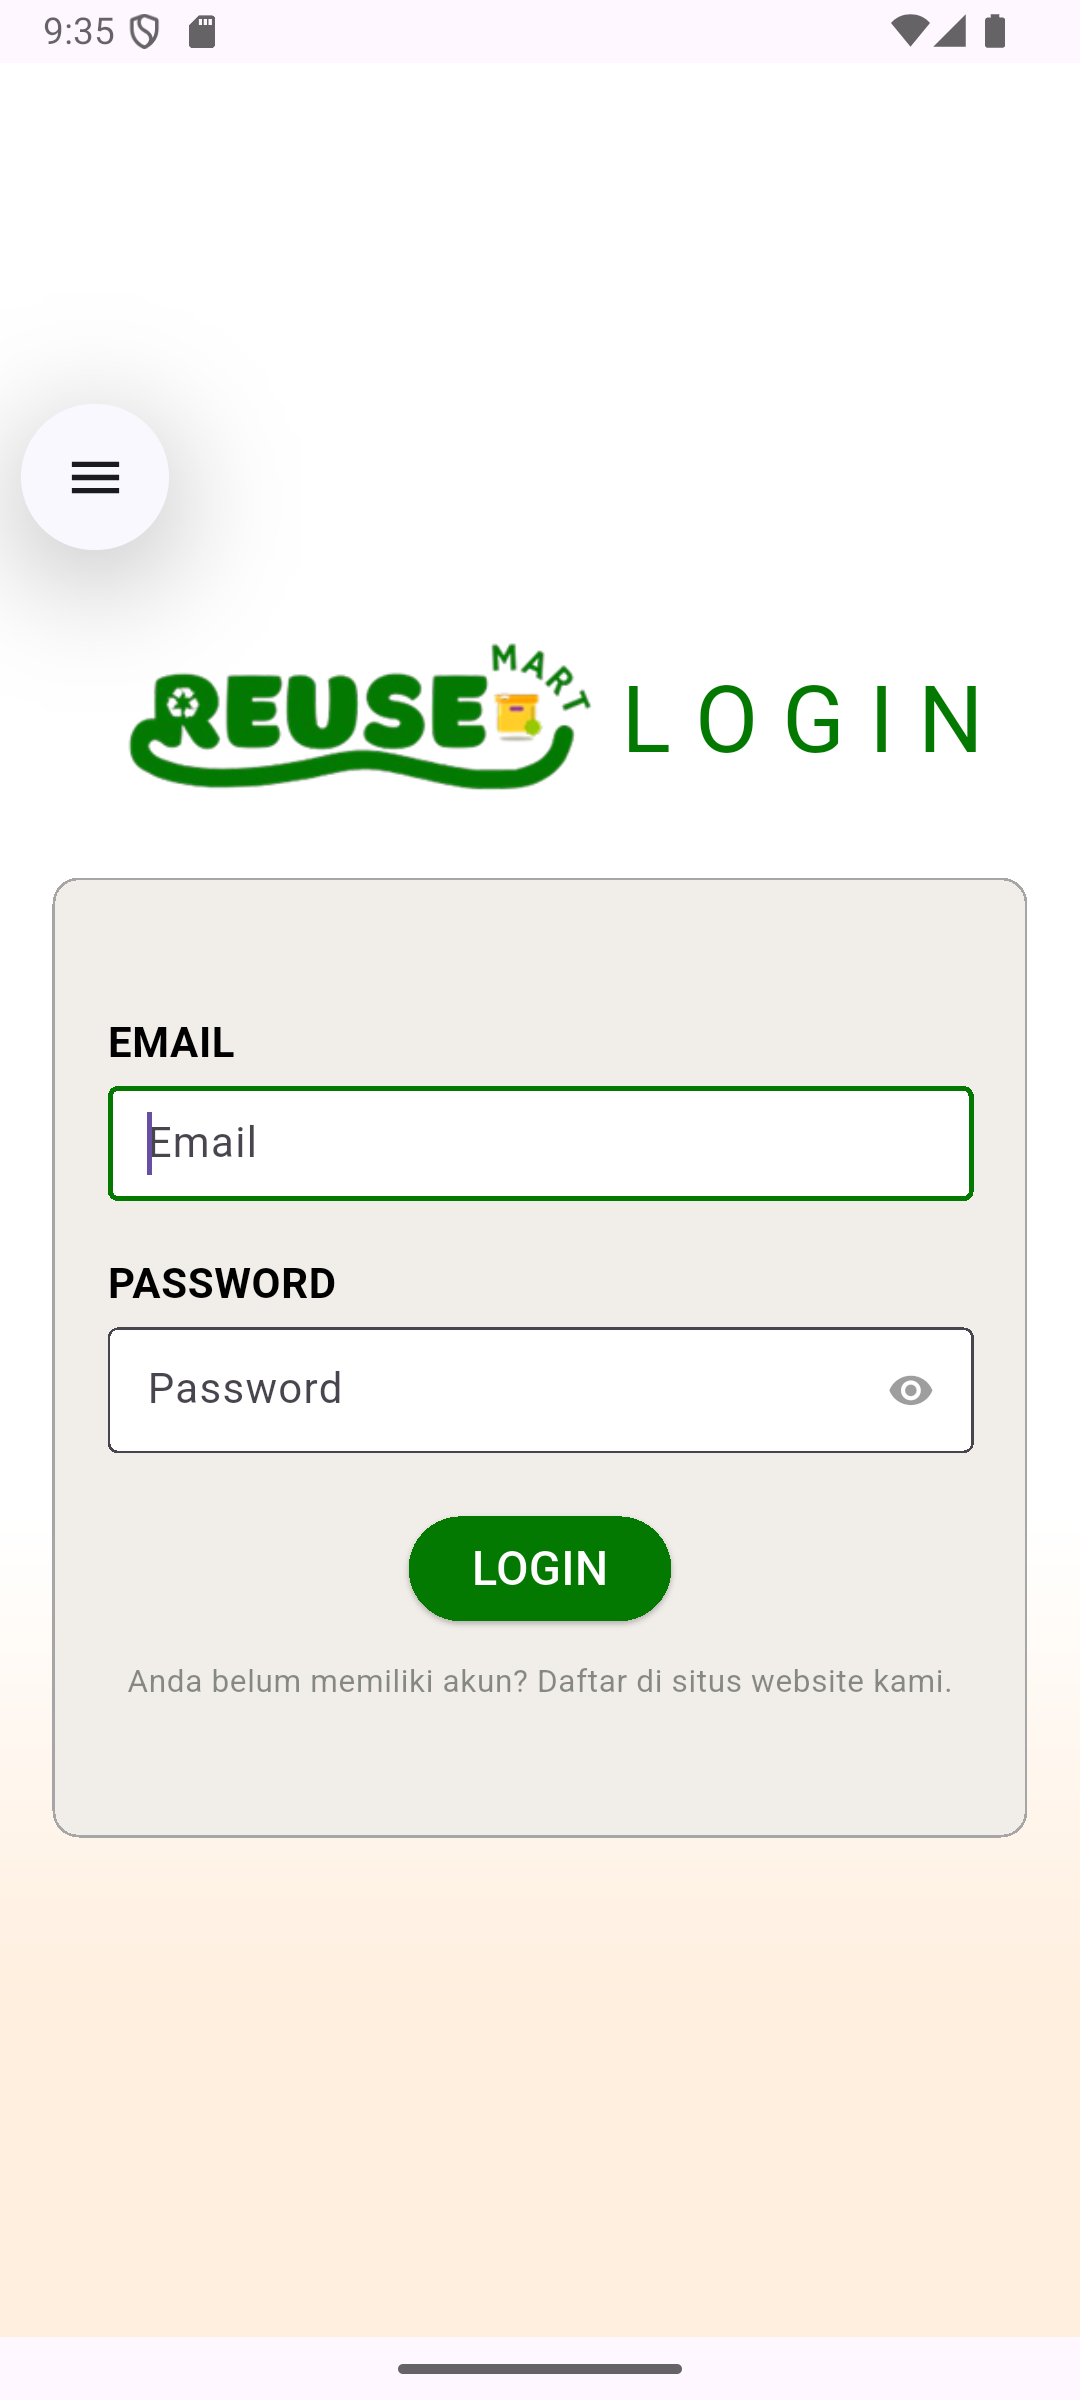 9:35
MART
REUSE
LOGIN
EMAIL
Email
PASSWORD
Password
LOGIN
Anda belum memiliki akun? Daftar di situs website kami.